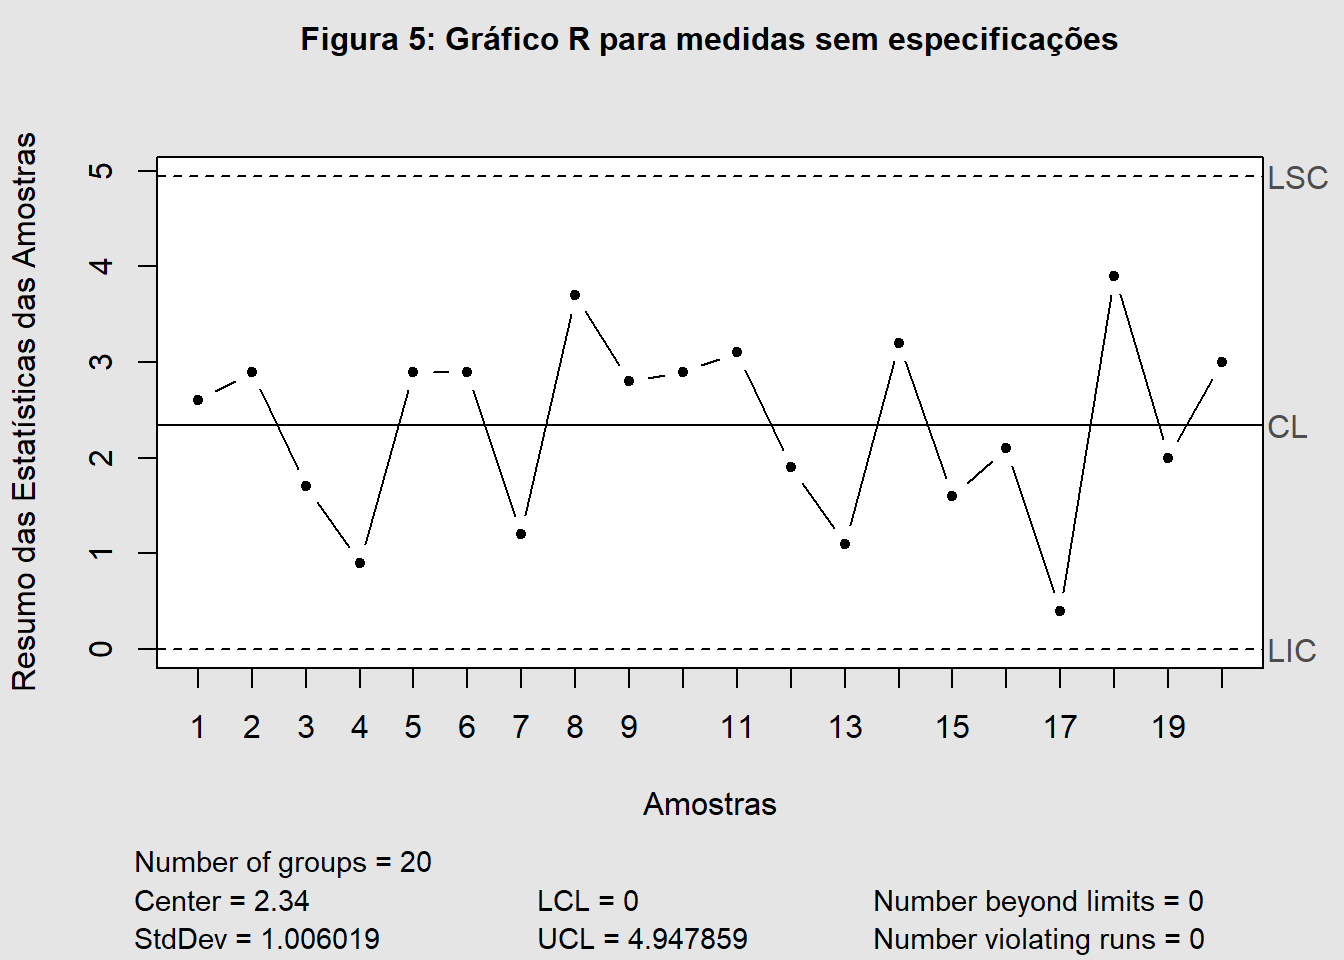 Figura 5: Gráfico R para medidas sem especificações
Resumo das Estatísticas das Amostras
5
4
3
2
1
0
LSC
CL
LIC
1 2 3 4 5 6 7 8 9 11 13 15 17 19
Amostras
Number of groups = 20
Center = 2.34 LCL = 0 Number beyond limits = 0
StdDev = 1.006019 UCL = 4.947859 Number violating runs = 0